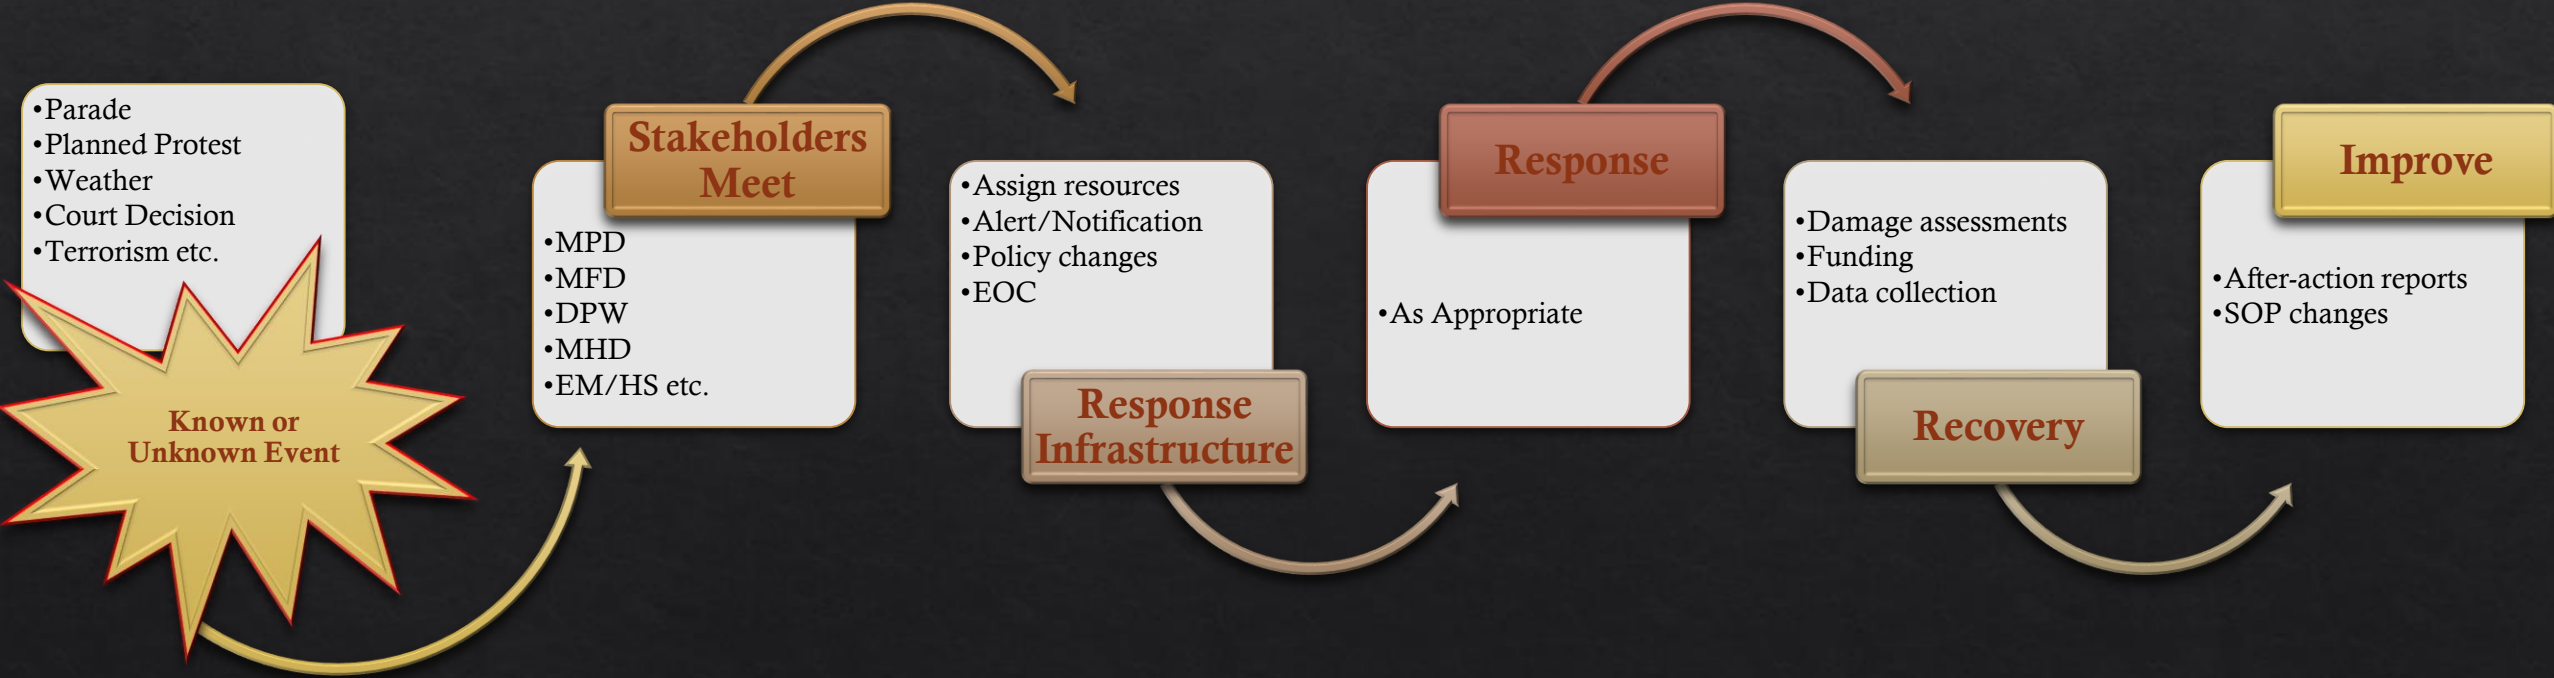 •Parade
•Planned Protest
•Weather
•Court Decision
•Terrorism etc.
Known or
Unknown Event
Stakeholders
Meet
•MPD
•MFD
•DPW
•MHD
•EM/HS etc.
•Assign resources
•Alert/Notification
•Policy changes
•EOC
Response
Infrastructure
Response
•As Appropriate
•Damage assessments
•Funding
•Data collection
Recovery
Improve
•After-action reports
•SOP changes